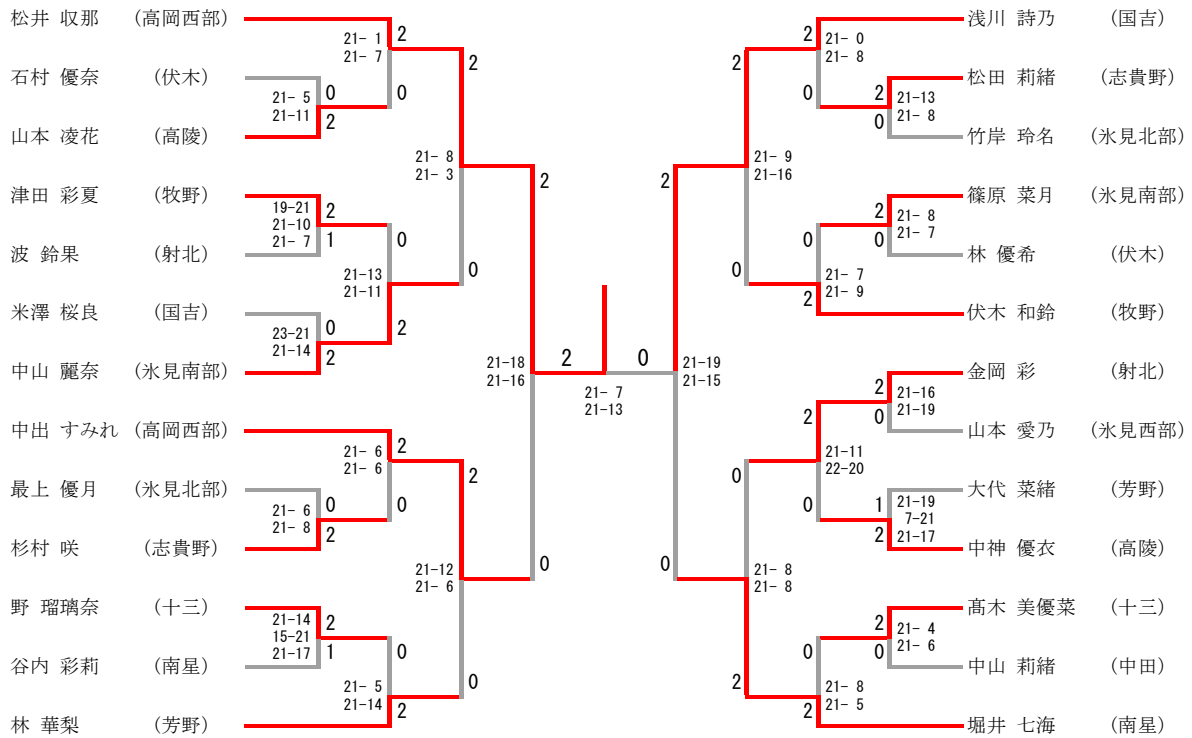 松井 収那 （高岡西部）
石村 優奈 （伏木）
山本 凌花 （高陵）
津田 彩夏 （牧野）
波 鈴果 （射北）
米澤 桜良 （国吉）
中山 麗奈 （氷見南部）
中出 すみれ （高岡西部）
最上 優月 （氷見北部）
杉村 咲 （志貴野）
野 瑠璃奈 （十三）
谷内 彩莉 （南星）
林 華梨 （芳野）
21- 1 2
21- 7
0
21- 5 0
21-11 2
19-21 2
21-10
21- 7 1
0
21-13
21-11
2
23-21 0
21-14 2
2
21- 8
21- 3
0
21- 6 2
21- 6
0
21- 6 0
21- 8 2
21-14 2
15-21
21-17 1
0
21- 5
21-14 2
2
21-12
21- 6
0
2
21-18
21-16
0
2 0
21- 7
21-13
2
21-19
21-15
0
2
21- 9
21-16
0
2 21- 0
21- 8
0
2 21-13
0 21- 8
2 21- 8
0 21- 7
0
21- 7
2 21- 9
0
21- 8
21- 8
2
2
21-11
22-20
0
2 21-16
0 21-19
1 21-19
7-21
2 21-17
2 21- 4
0 21- 6
0
21- 8
2 21- 5
浅川 詩乃 （国吉）
松田 莉緒 （志貴野）
竹岸 玲名 （氷見北部）
篠原 菜月 （氷見南部）
林 優希 （伏木）
伏木 和鈴 （牧野）
金岡 彩 （射北）
山本 愛乃 （氷見西部）
大代 菜緒 （芳野）
中神 優衣 （高陵）
髙木 美優菜 （十三）
中山 莉緒 （中田）
堀井 七海 （南星）